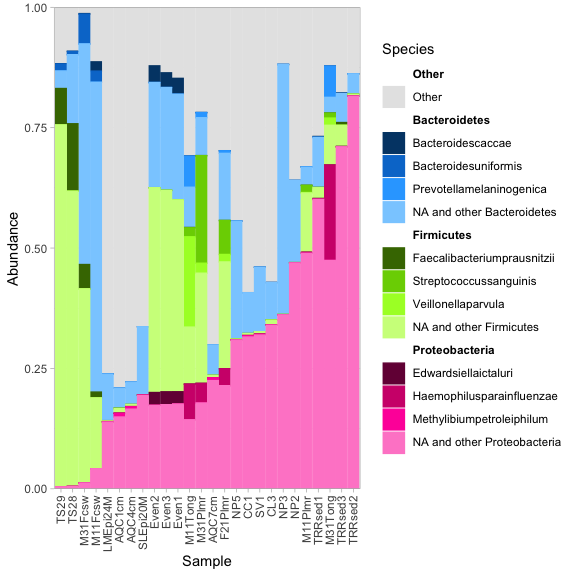 1.00
0.75
0.50
0.25
0.00
Abundance
TS29
TS28
M31Fcsw
M11Fcsw
LMEpi24M
AQC1cm
AQC4cm
SLEpi20M
Even2
Even3
Even1
M11Tong
M31Plmr
AQC7cm
F21Plmr
NP5
CC1
SV1
CL3
NP3
NP2
M11Plmr
TRRsed1
M31Tong
TRRsed3
TRRsed2
Sample
Species
Other
Other
Bacteroidetes
Bacteroidescaccae
Bacteroidesuniformis
Prevotellamelaninogenica
NA and other Bacteroidetes
Firmicutes
Faecalibacteriumprausnitzii
Streptococcussanguinis
Veillonellaparvula
NA and other Firmicutes
Proteobacteria
Edwardsiellaictaluri
Haemophilusparainfluenzae
Methylibiumpetroleiphilum
NA and other Proteobacteria